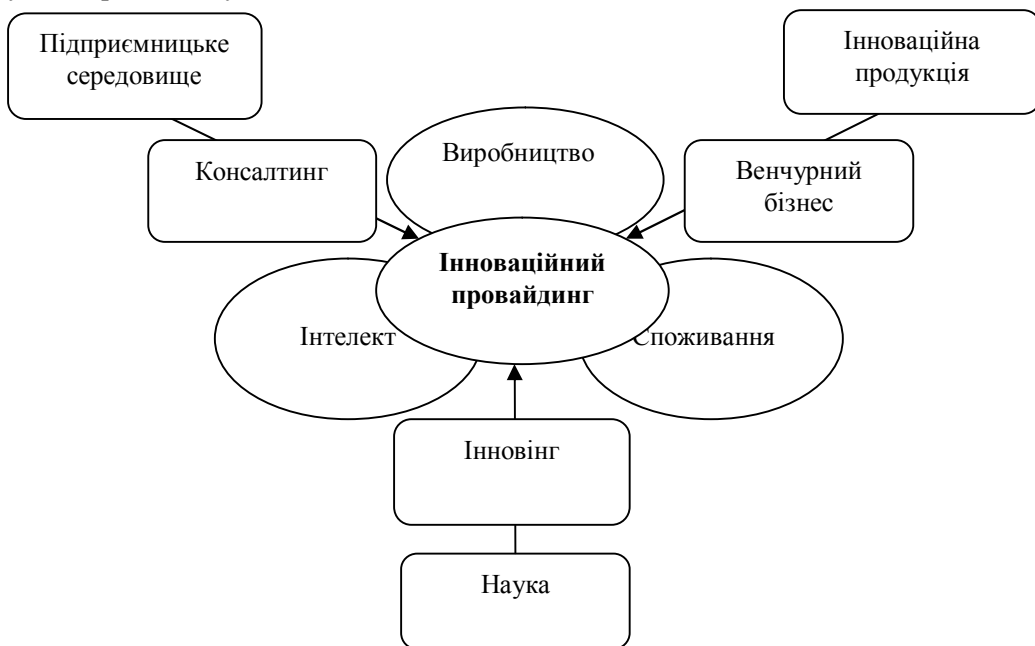 Підприємницьке
середовище
Інноваційна
продукція
Консалтинг
Виробництво
Венчурний
бізнес
Інноваційний
провайдинг
Інтелект
Споживання
Інновінг
Наука